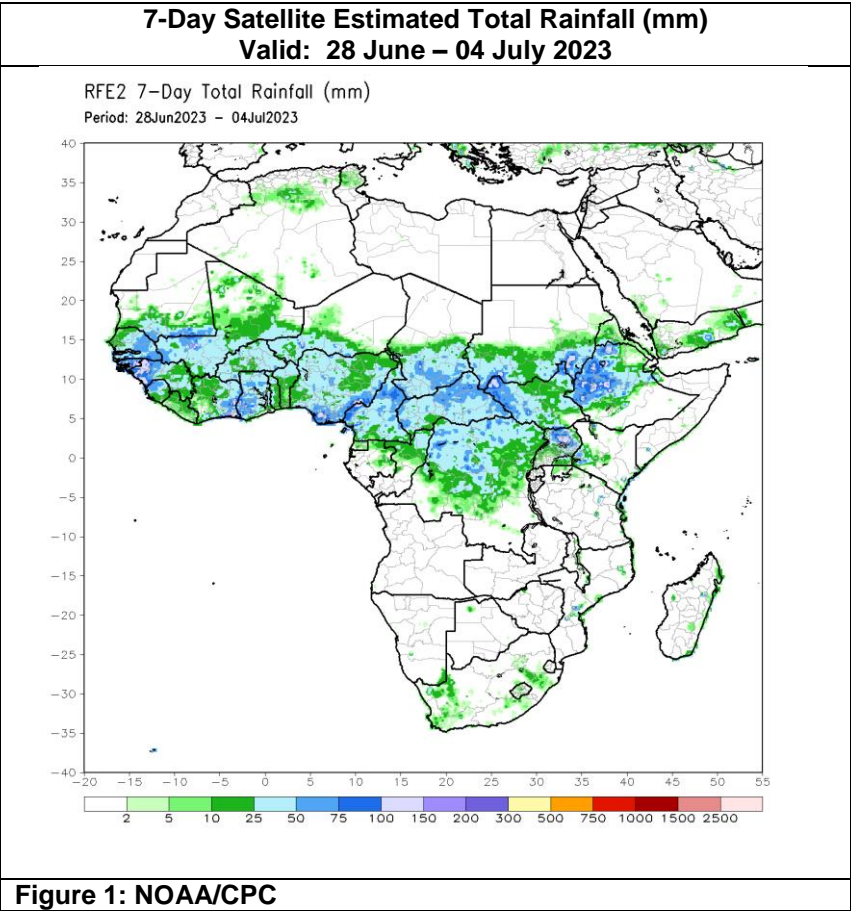 7-Day Satellite Estimated Total Rainfall (mm)
Valid:  28 June – 04 July 2023
RFE2 7-Day Total Rainfall (mm)
Period: 28Jun2023 - 04Jul2023
40
35
30
25
20
15
10
5
0
-5
-10
-15
-20
-25
-30
-35
-40
-20 -15 -10 -5 0 5 10 15 20 25 30 35 40 45 50 55
2 5 10 25 50 75 100 150 200 300 500 750 1000 1500 2500
Figure 1: NOAA/CPC